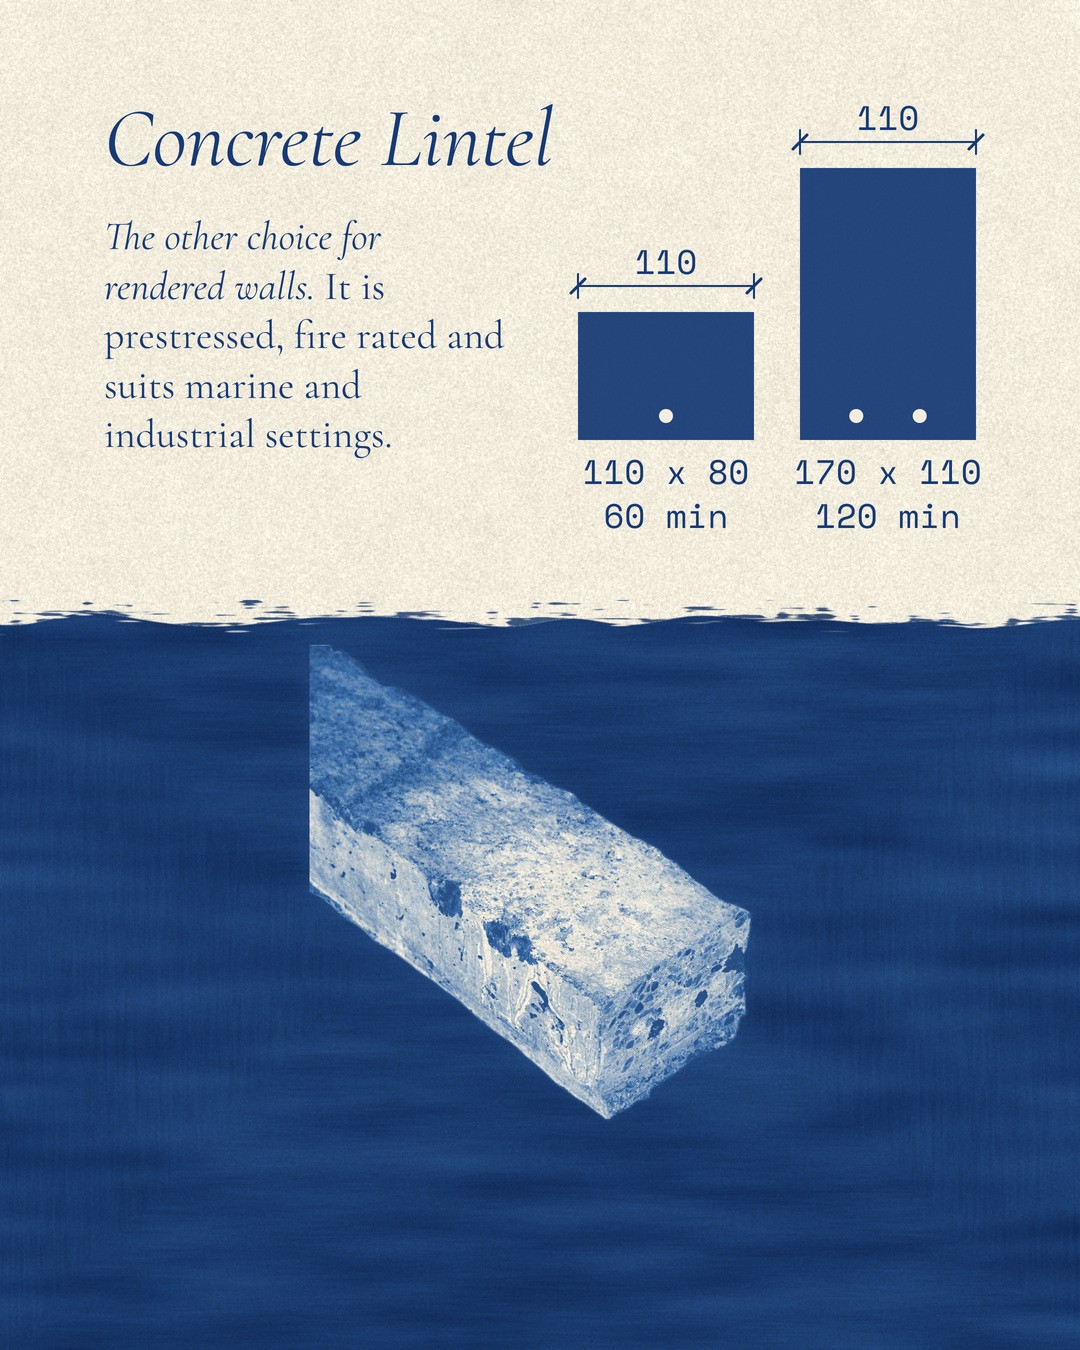 Concrete Lintel
The other choice for
rendered walls. It is
prestressed, fire rated and
suits marine and
industrial settings.
110
110
110 x 80
60 min
170 x 110
120 min